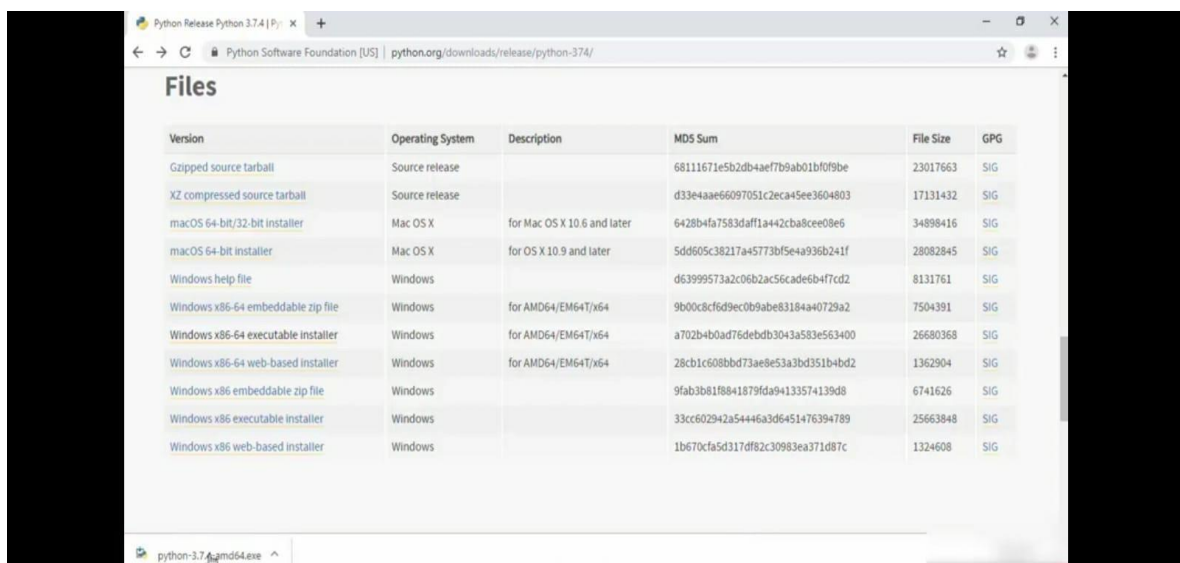 Python Release Python 3.7.4 | Py
Python Software Foundation [US] | python.org/downloads/release/python-374/
Files
Version Operating System Description MD5 Sum File Size GPG
Gzipped source tarball Source release 68111671e5b2db4aef7b9ab01bf0f9be 23017663 SIG
XZ compressed source tarball Source release d33e4aae66097051c2eca45ee3604803 17131432 SIG
macOS 64-bit/32-bit installer Mac OS X for Mac OS X 10.6 and later 6428b4fa7583daff1a442cba8cee08e6 34898416 SIG
macOS 64-bit installer Mac OS X for OS X 10.9 and later 5dd605c38217a45773bf5e4a936b241f 28082845 SIG
Windows help file Windows d63999573a2c06b2ac56cade6b4f7cd2 8131761 SIG
Windows x86-64 embeddable zip file Windows for AMD64/EM64T/x64 9b00c8cf6d9ec0b9abe83184a40729a2 7504391 SIG
Windows x86-64 executable installer Windows for AMD64/EM64T/x64 a702b4b0ad76debdb3043a583e563400 26680368 SIG
Windows x86-64 web-based installer Windows for AMD64/EM64T/x64 28cb1c608bbd73ae8e53a3bd351b4bd2 1362904 SIG
Windows x86 embeddable zip file Windows 9fab3b81f8841879fda94133574139d8 6741626 SIG
Windows x86 executable installer Windows 33cc602942a54446a3d6451476394789 25663848 SIG
Windows x86 web-based installer Windows 1b670cfa5d317df82c30983ea371d87c 1324608 SIG
python-3.7.4-amd64.exe